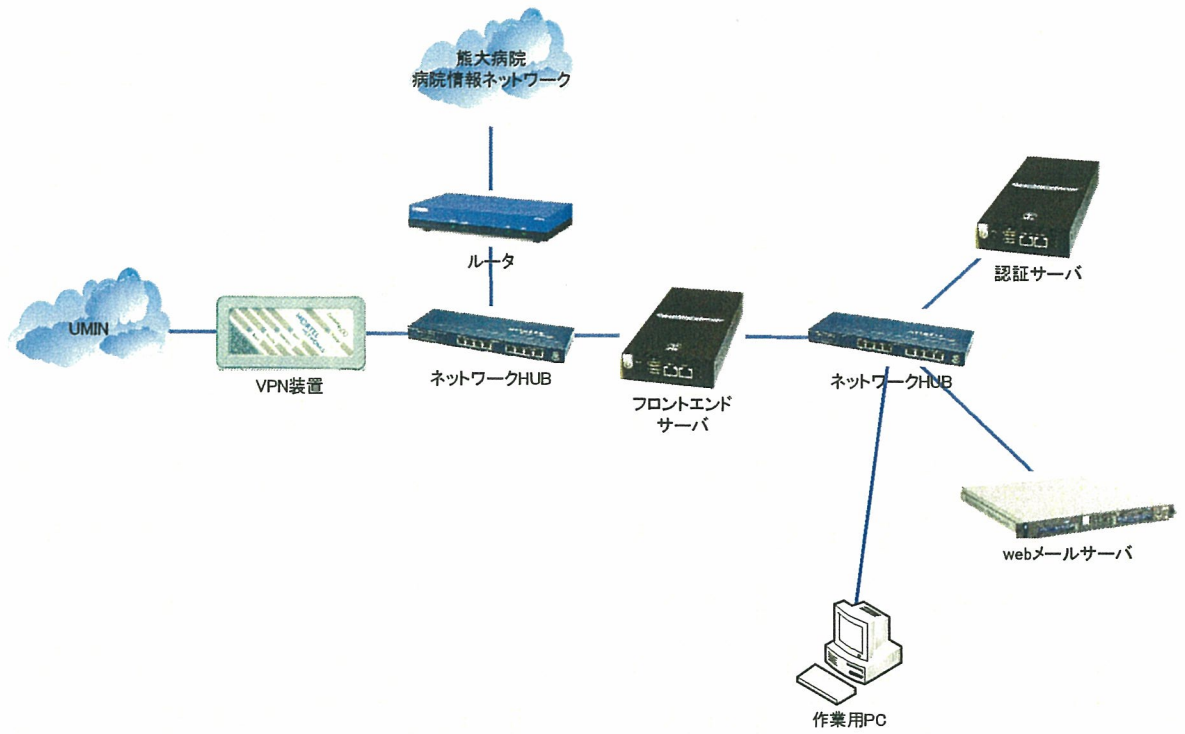 熊大病院
病院情報ネットワーク
ルータ
認証サーバ
UMIN
VPN装置
ネットワークHUB
フロントエンド
サーバ
ネットワークHUB
webメールサーバ
作業用PC